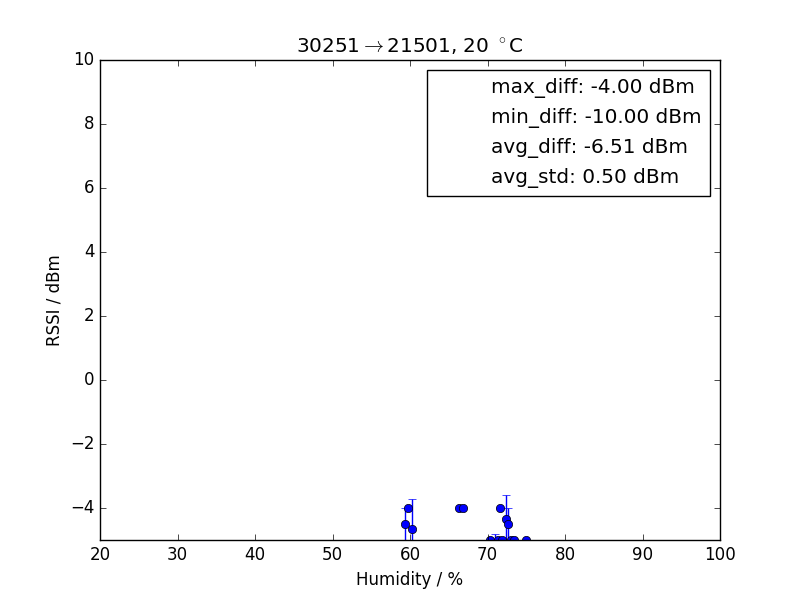 30251→21501, 20 °C
max_diff: -4.00 dBm
min_diff: -10.00 dBm
avg_diff: -6.51 dBm
avg_std: 0.50 dBm
10
8
6
4
2
0
−2
−4
RSSI / dBm
20 30 40 50 60 70 80 90 100
Humidity / %